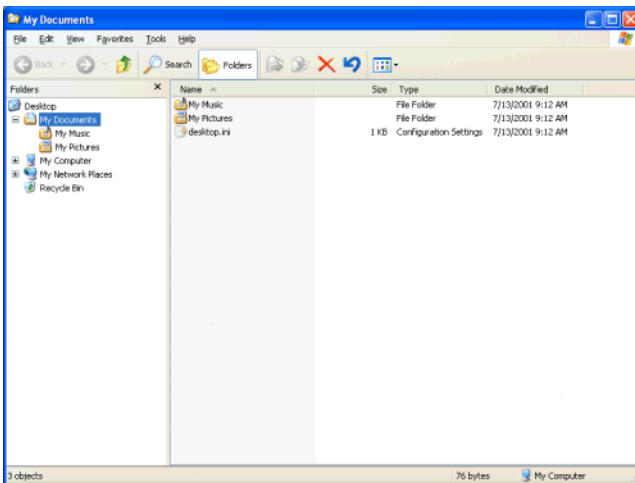 My Documents
File Edit View Favorites Tools Help
Back Search Folders
Folders
Name Size Type Date Modified
Desktop
My Documents
My Music
My Pictures
My Computer
My Network Places
Recycle Bin
My Music File Folder 7/13/2001 9:12 AM
My Pictures File Folder 7/13/2001 9:12 AM
desktop.ini 1 KB Configuration Settings 7/13/2001 9:12 AM
3 objects 76 bytes My Computer